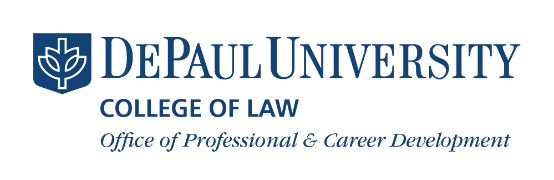 DEPAUL UNIVERSITY
COLLEGE OF LAW
Office of Professional & Career Development